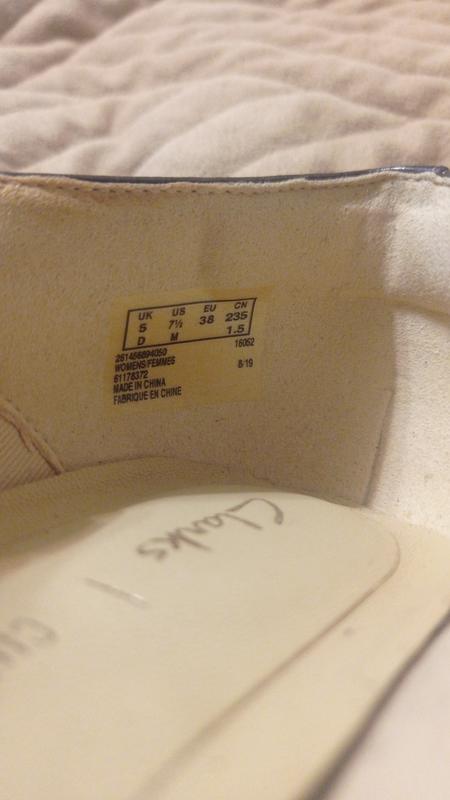 UK US EU CN
5 7½ 38 235
D M 1.5
261466894050 16052
WOMENS/FEMMES
61178372 8/19
MADE IN CHINA
FABRIQUE EN CHINE
Clarks